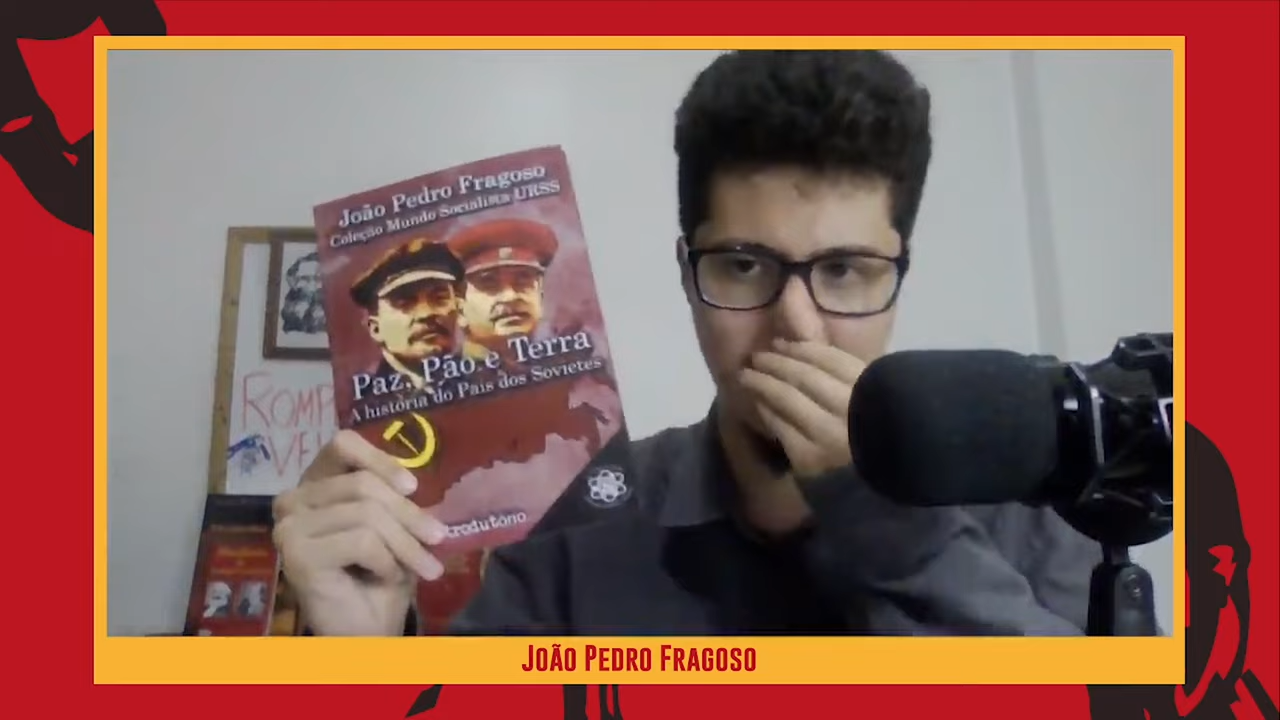 João Pedro Fragoso
Coleção Mundo Socialista URSS
Paz, Pão e Terra
A história do País dos Sovietes
JOÃO PEDRO FRAGOSO